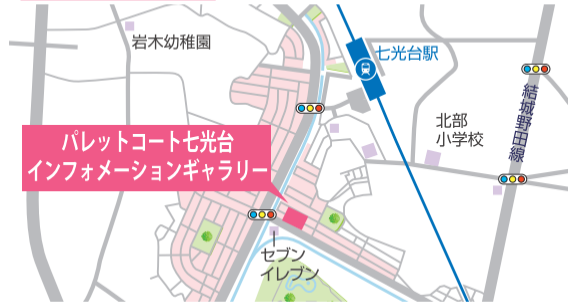 岩木幼稚園
七光台駅
結城野田線
北部
小学校
パレットコート七光台
インフォメーションギャラリー
セブン
イレブン